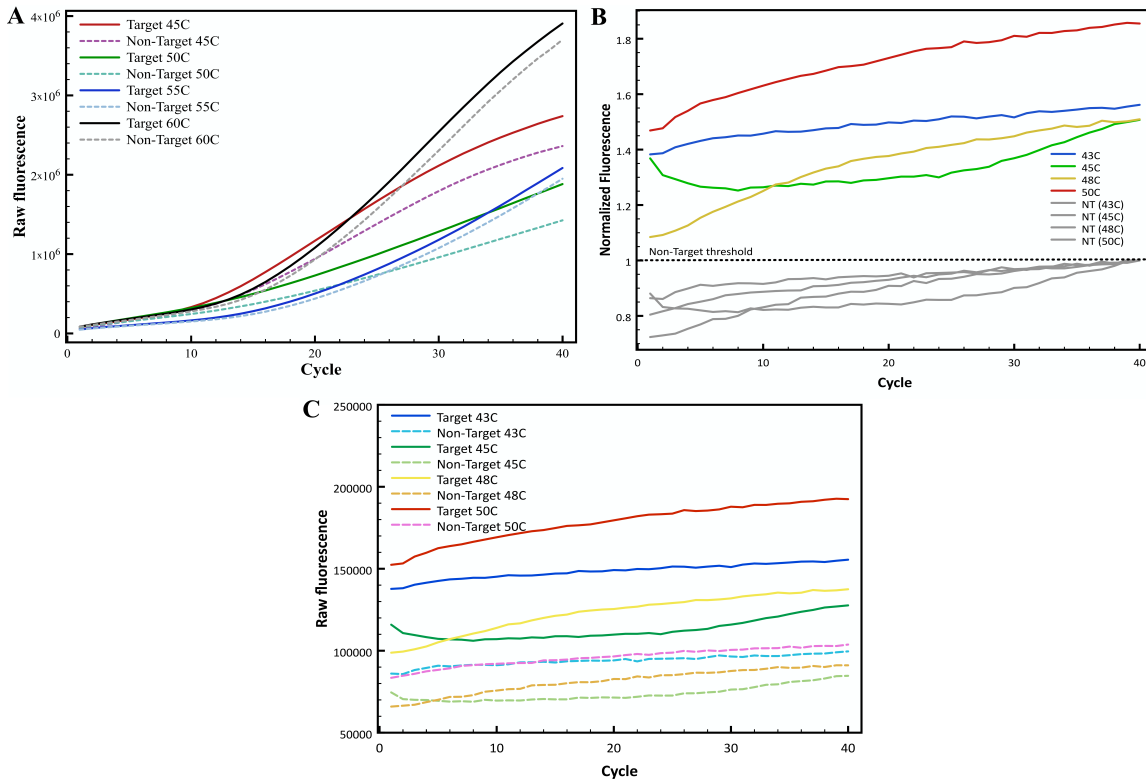 A
Raw fluorescence
4×10⁶
3×10⁶
2×10⁶
1×10⁶
0
Target 45C
Non-Target 45C
Target 50C
Non-Target 50C
Target 55C
Non-Target 55C
Target 60C
Non-Target 60C
0 10 20 30 40
Cycle
B
Normalized Fluorescence
1.8
1.6
1.4
1.2
1
0.8
43C
45C
48C
50C
NT (43C)
NT (45C)
NT (48C)
NT (50C)
Non-Target threshold
0 10 20 30 40
Cycle
C
Raw fluorescence
250000
200000
150000
100000
50000
Target 43C
Non-Target 43C
Target 45C
Non-Target 45C
Target 48C
Non-Target 48C
Target 50C
Non-Target 50C
0 10 20 30 40
Cycle